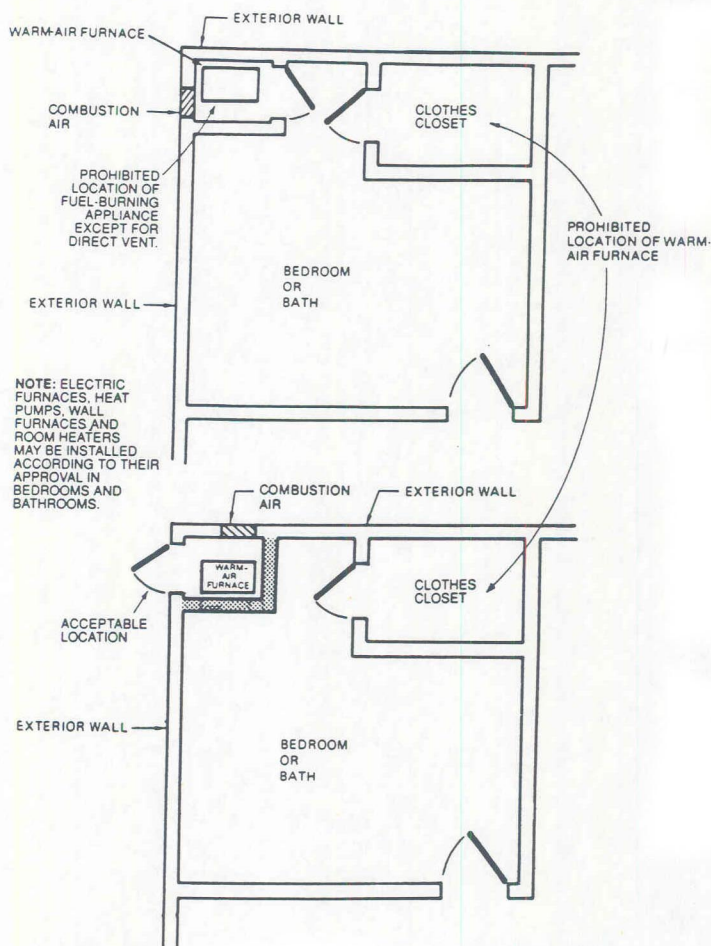 EXTERIOR WALL
WARM-AIR FURNACE
COMBUSTION
AIR
CLOTHES
CLOSET
PROHIBITED
LOCATION OF
FUEL-BURNING
APPLIANCE
EXCEPT FOR
DIRECT VENT.
PROHIBITED
LOCATION OF WARM-
AIR FURNACE
BEDROOM
OR
BATH
EXTERIOR WALL
NOTE: ELECTRIC
FURNACES, HEAT
PUMPS, WALL
FURNACES AND
ROOM HEATERS
MAY BE INSTALLED
ACCORDING TO THEIR
APPROVAL IN
BEDROOMS AND
BATHROOMS.
COMBUSTION
AIR
EXTERIOR WALL
WARM-
AIR
FURNACE
CLOTHES
CLOSET
ACCEPTABLE
LOCATION
EXTERIOR WALL
BEDROOM
OR
BATH